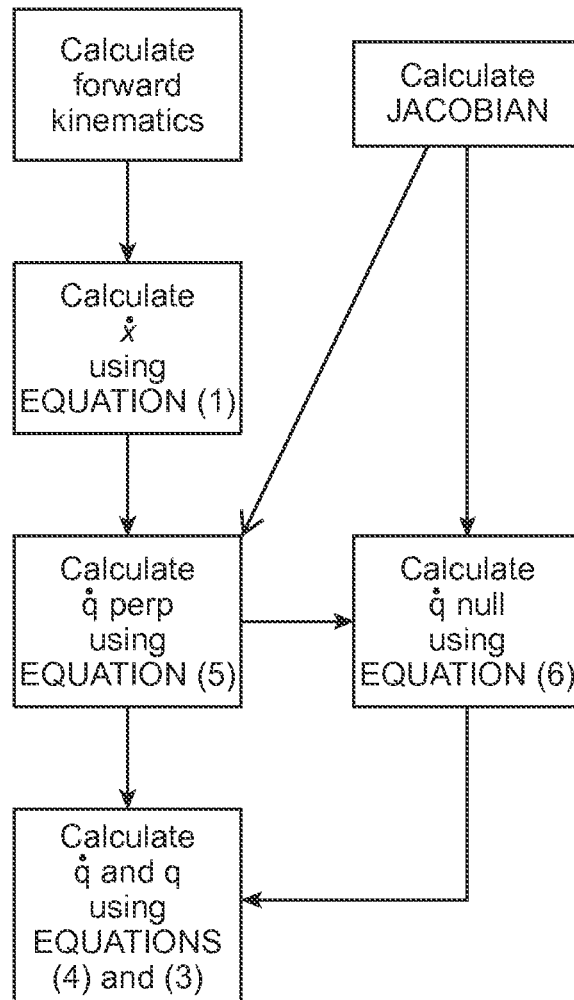 Calculate
forward
kinematics
Calculate
JACOBIAN
Calculate
ẋ
using
EQUATION (1)
Calculate
q̇ perp
using
EQUATION (5)
Calculate
q̇ null
using
EQUATION (6)
Calculate
q̇ and q
using
EQUATIONS
(4) and (3)